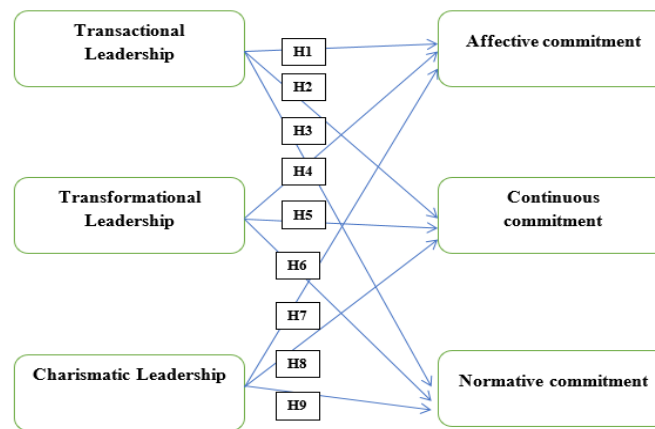 Transactional
Leadership
Affective commitment
H1
H2
H3
H4
Transformational
Leadership
Continuous
commitment
H5
H6
H7
Charismatic Leadership
Normative commitment
H8
H9